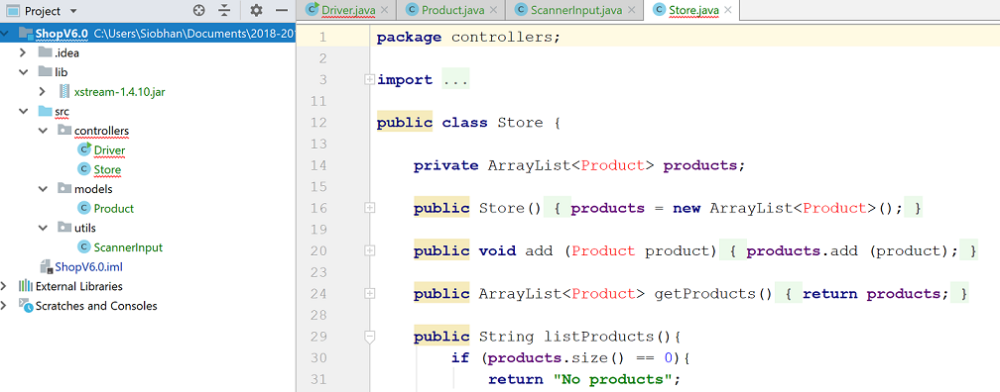 Project
ShopV6.0 C:\Users\Siobhan\Documents\2018-20
.idea
lib
xstream-1.4.10.jar
src
controllers
Driver
Store
models
Product
utils
ScannerInput
ShopV6.0.iml
External Libraries
Scratches and Consoles
Driver.java Product.java ScannerInput.java Store.java
1 package controllers;
2
3 import ...
11
12 public class Store {
13
14 private ArrayList<Product> products;
15
16 public Store() { products = new ArrayList<Product>(); }
19
20 public void add (Product product) { products.add (product); }
23
24 public ArrayList<Product> getProducts() { return products; }
28
29 public String listProducts(){
30 if (products.size() == 0){
31 return "No products";